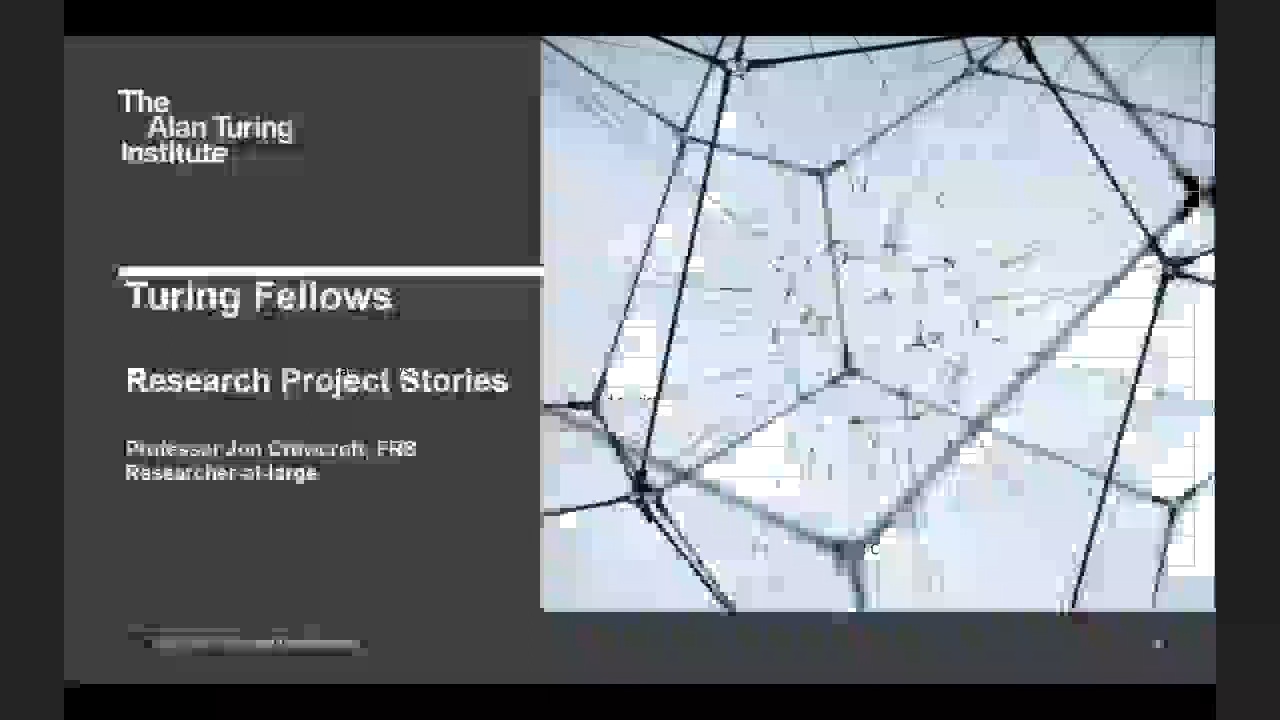 The
Alan Turing
Institute
Turing Fellows
Research Project Stories
Professor Jon Crowcroft, FRS
Researcher-at-large